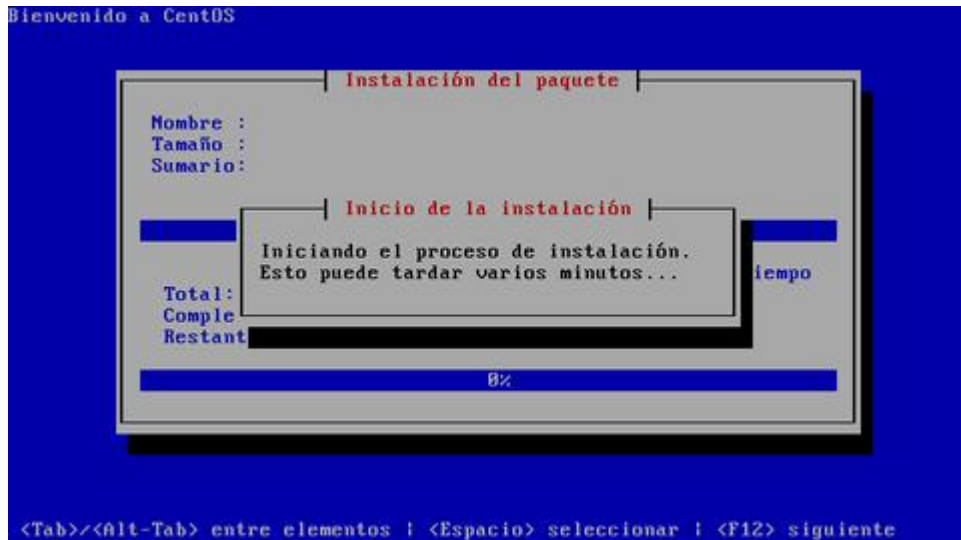 Bienvenido a CentOS
Instalación del paquete
Nombre :
Tamaño :
Sumario:
Inicio de la instalación
Iniciando el proceso de instalación.
Esto puede tardar varios minutos...
iempo
Total:
Comple
Restant
0%
<Tab>/<Alt-Tab> entre elementos | <Espacio> seleccionar | <F12> siguiente